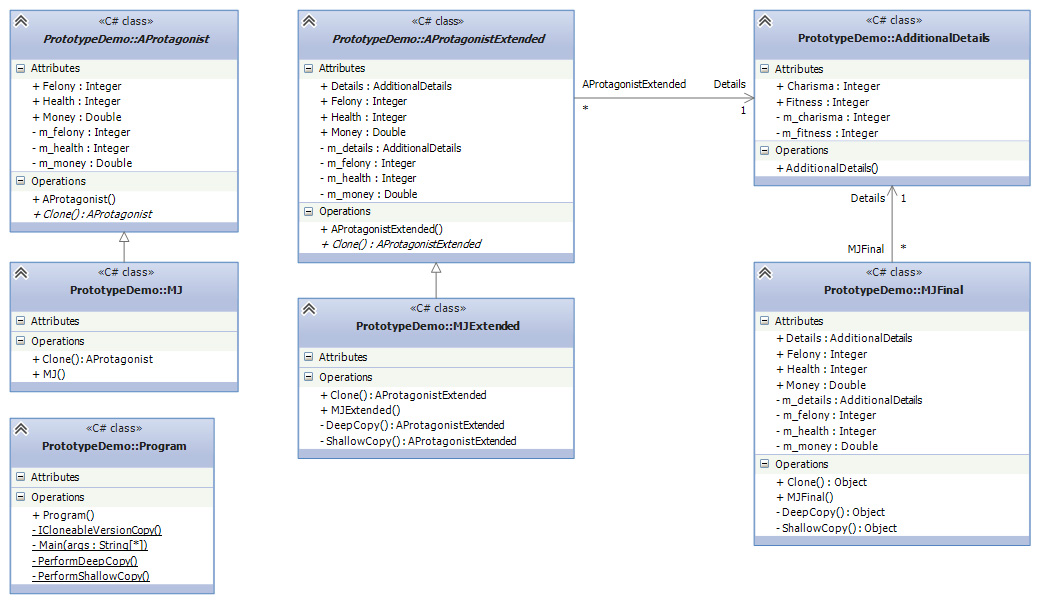 «C# class»
PrototypeDemo::AProtagonist
Attributes
+ Felony : Integer
+ Health : Integer
+ Money : Double
- m_felony : Integer
- m_health : Integer
- m_money : Double
Operations
+ AProtagonist()
+ Clone() : AProtagonist
«C# class»
PrototypeDemo::MJ
Attributes
Operations
+ Clone() : AProtagonist
+ MJ()
«C# class»
PrototypeDemo::Program
Attributes
Operations
+ Program()
- ICloneableVersionCopy()
- Main(args : String[*])
- PerformDeepCopy()
- PerformShallowCopy()
«C# class»
PrototypeDemo::AProtagonistExtended
Attributes
+ Details : AdditionalDetails
+ Felony : Integer
+ Health : Integer
+ Money : Double
- m_details : AdditionalDetails
- m_felony : Integer
- m_health : Integer
- m_money : Double
Operations
+ AProtagonistExtended()
+ Clone() : AProtagonistExtended
«C# class»
PrototypeDemo::MJExtended
Attributes
Operations
+ Clone() : AProtagonistExtended
+ MJExtended()
- DeepCopy() : AProtagonistExtended
- ShallowCopy() : AProtagonistExtended
AProtagonistExtended
Details
*
1
«C# class»
PrototypeDemo::AdditionalDetails
Attributes
+ Charisma : Integer
+ Fitness : Integer
- m_charisma : Integer
- m_fitness : Integer
Operations
+ AdditionalDetails()
Details
1
MJFinal
*
«C# class»
PrototypeDemo::MJFinal
Attributes
+ Details : AdditionalDetails
+ Felony : Integer
+ Health : Integer
+ Money : Double
- m_details : AdditionalDetails
- m_felony : Integer
- m_health : Integer
- m_money : Double
Operations
+ Clone() : Object
+ MJFinal()
- DeepCopy() : Object
- ShallowCopy() : Object